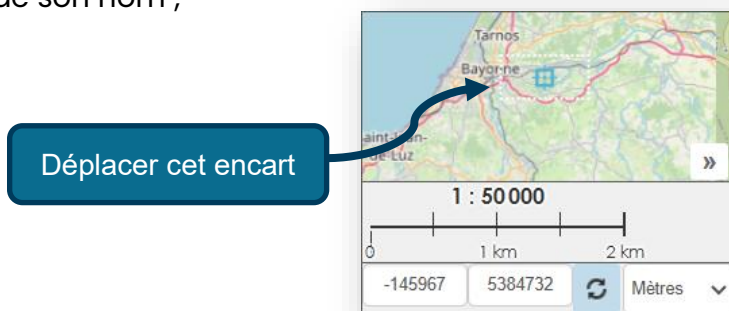 de son nom ;
Tarnos
Bayonne
Saint-Jean-
de-Luz
Déplacer cet encart
»
1 : 50 000
0 1 km 2 km
-145967 5384732 Mètres